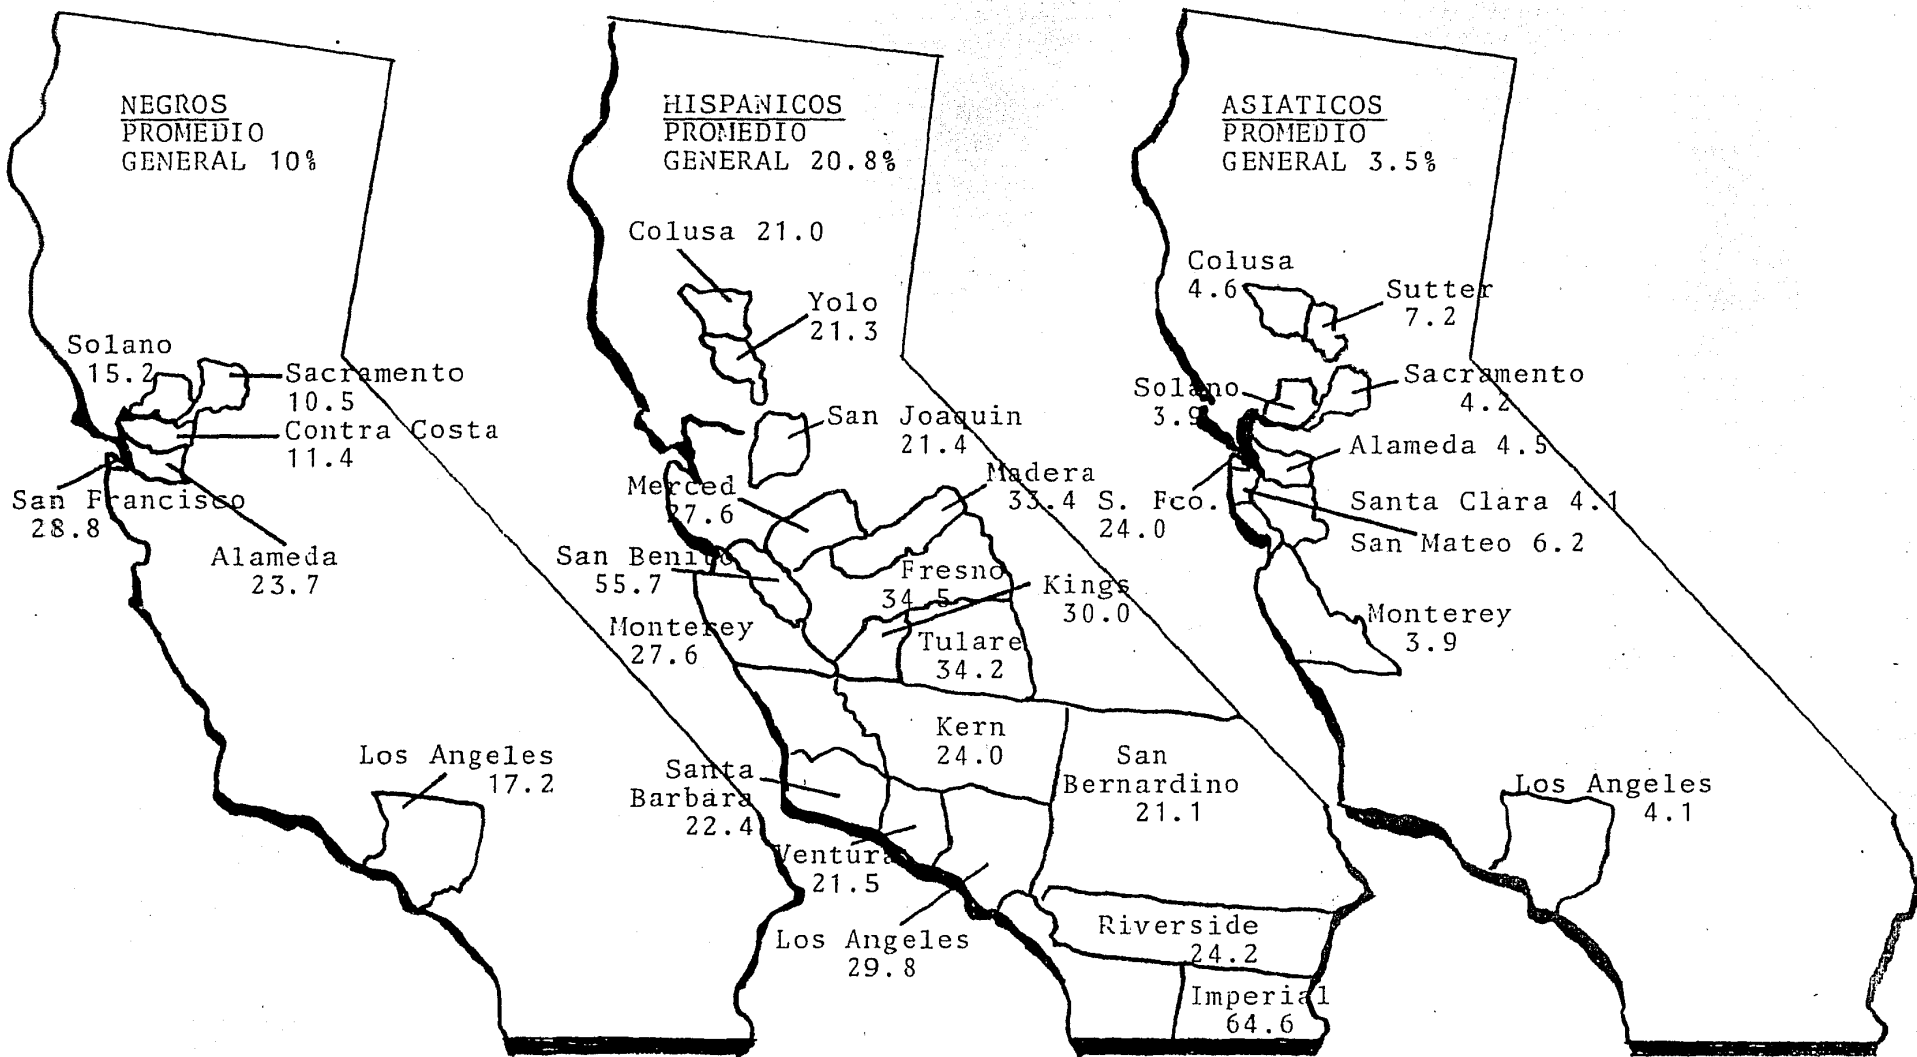 NEGROS
PROMEDIO
GENERAL 10%
Solano
15.2
Sacramento
10.5
Contra Costa
11.4
San Francisco
28.8
Alameda
23.7
Los Angeles
17.2
HISPANICOS
PROMEDIO
GENERAL 20.8%
Colusa 21.0
Yolo
21.3
San Joaquin
21.4
Merced
27.6
Madera
33.4
San Benito
55.7
Fresno
34.5
Kings
30.0
Monterey
27.6
Tulare
34.2
Kern
24.0
San
Bernardino
21.1
Santa
Barbara
22.4
Ventura
21.5
Los Angeles
29.8
Riverside
24.2
Imperial
64.6
ASIATICOS
PROMEDIO
GENERAL 3.5%
Colusa
4.6
Sutter
7.2
Solano
3.9
Sacramento
4.2
Alameda 4.5
S. Fco.
24.0
Santa Clara 4.1
San Mateo 6.2
Monterey
3.9
Los Angeles
4.1